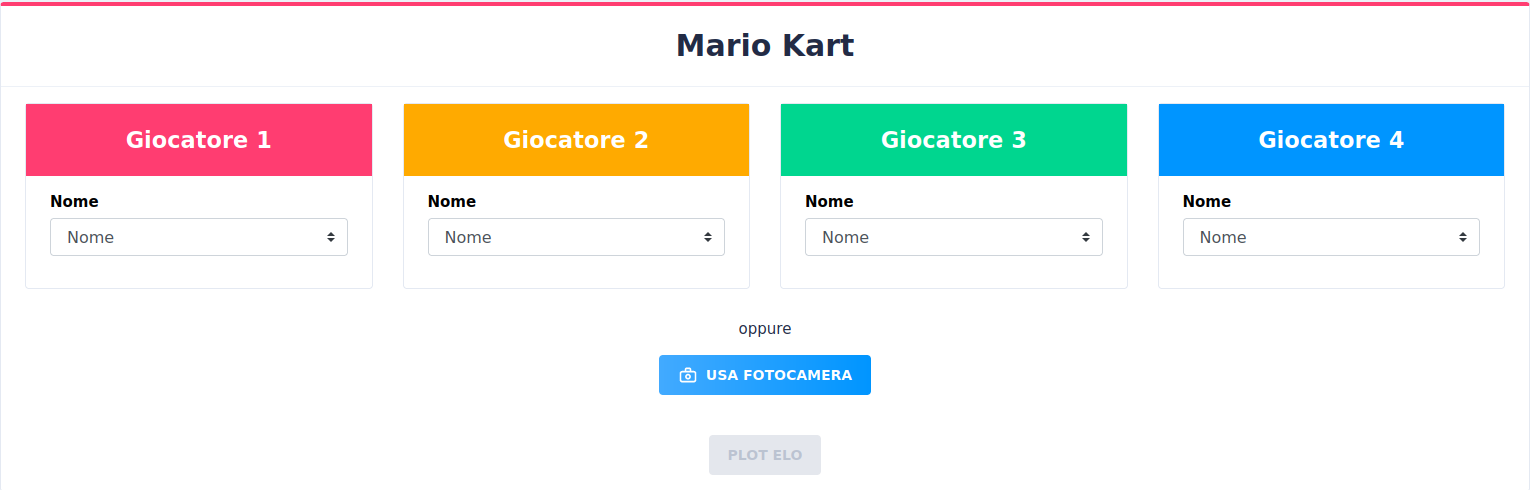 Mario Kart
Giocatore 1
Nome
Nome
Giocatore 2
Nome
Nome
Giocatore 3
Nome
Nome
Giocatore 4
Nome
Nome
oppure
USA FOTOCAMERA
PLOT ELO